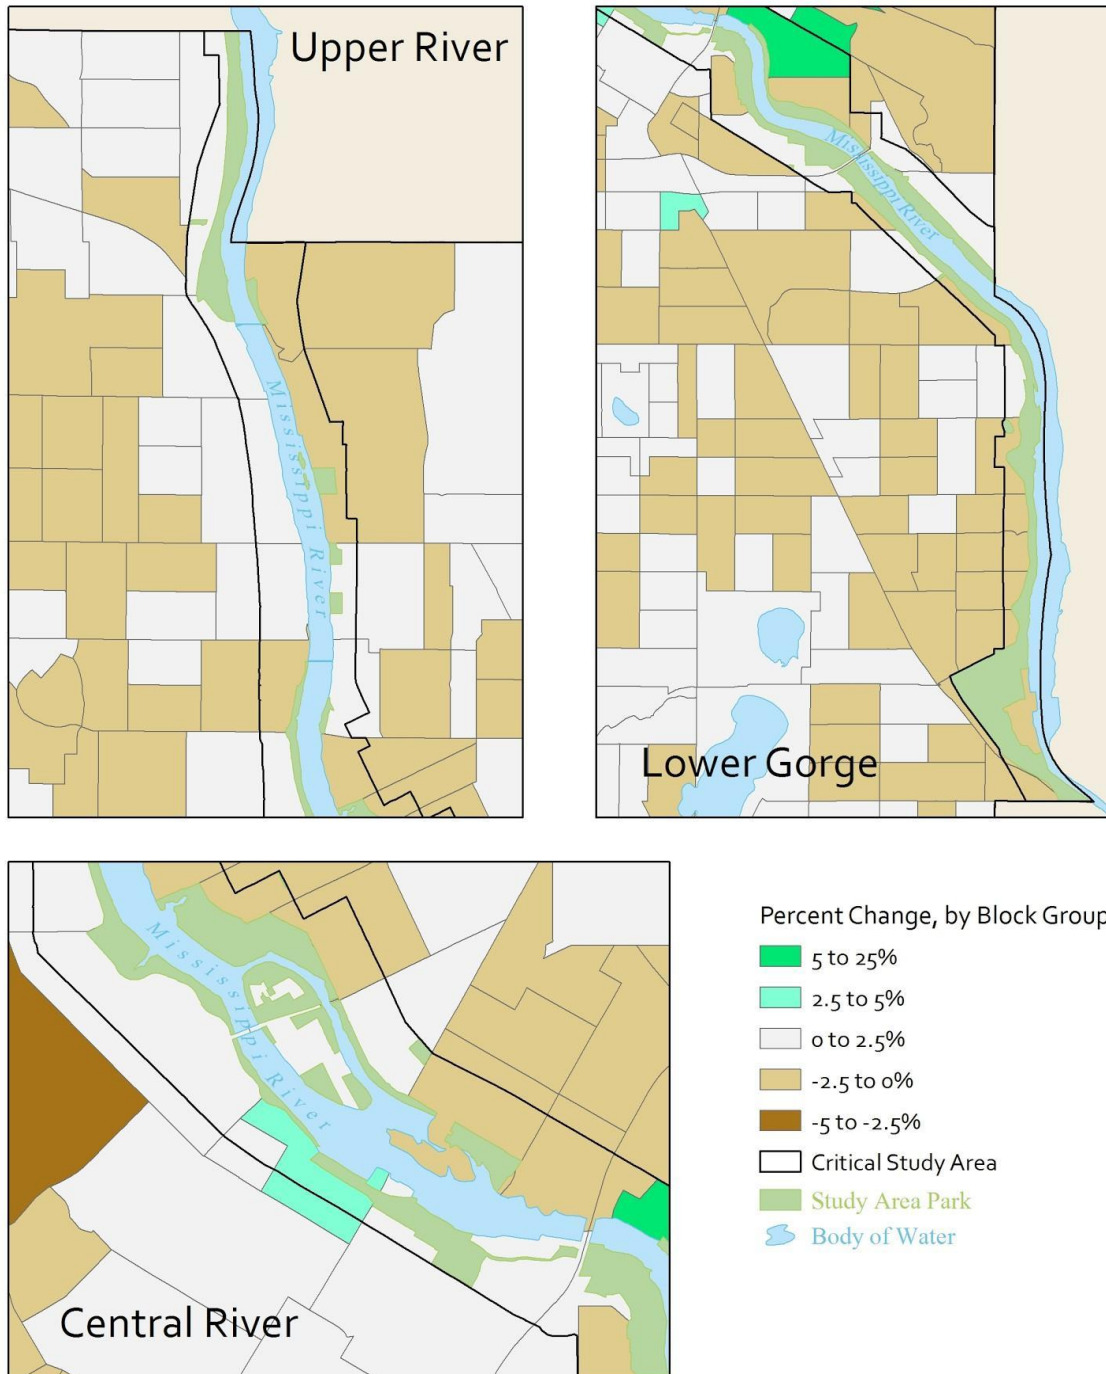 Upper River
Mississippi River
Mississippi River
Lower Gorge
Mississippi River
Central River
Percent Change, by Block Group
5 to 25%
2.5 to 5%
0 to 2.5%
-2.5 to 0%
-5 to -2.5%
Critical Study Area
Study Area Park
Body of Water